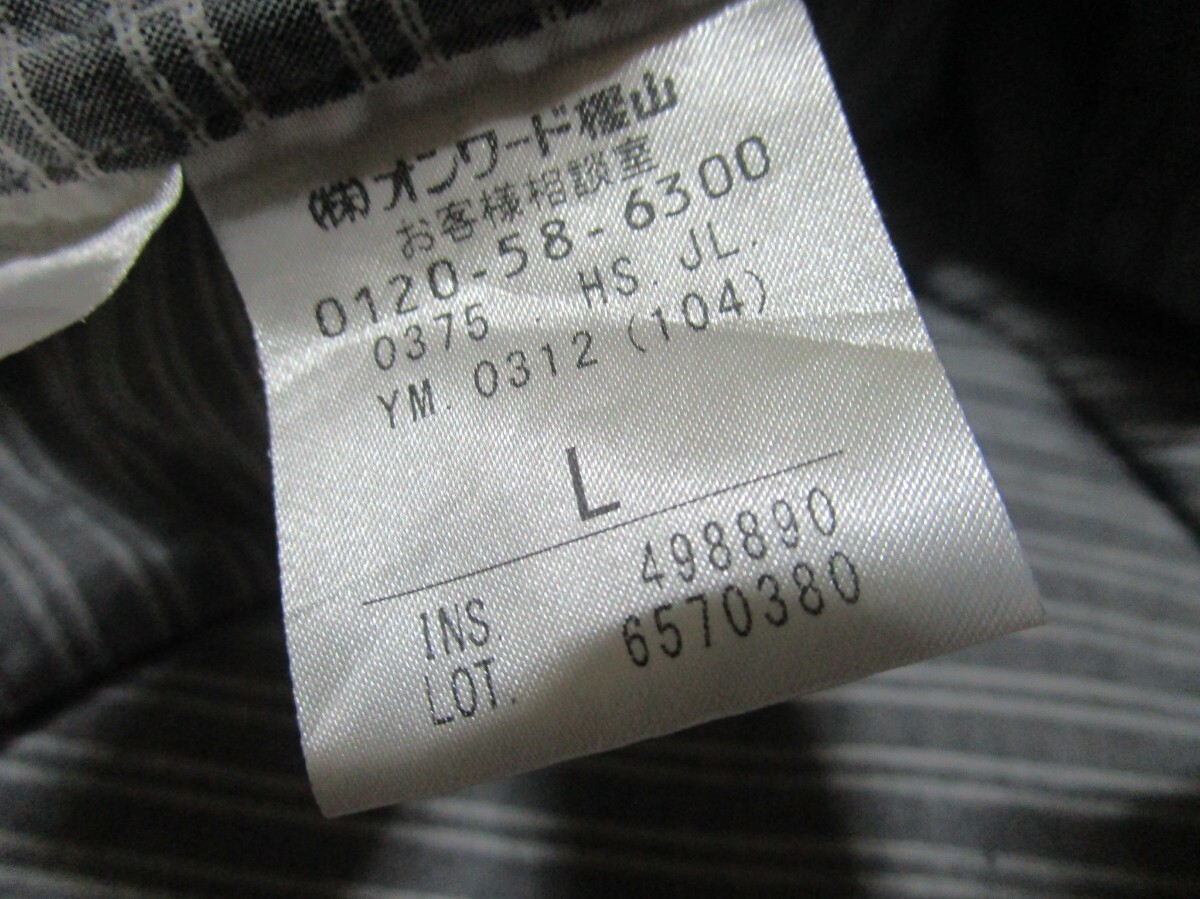 ㈱オンワード樫山
お客様相談室
0120-58-6300
0375 . HS. JL.
YM. 0312 (104)
L
INS. 498890
LOT. 6570380